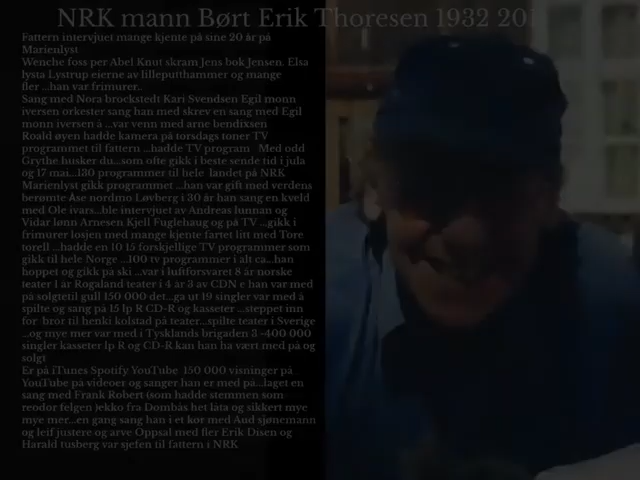 NRK mann Børt Erik Thoresen 1932 201
Fattern intervjuet mange kjente på sine 20 år på
Marienlyst
Wenche foss per Abel Knut skram Jens bok Jensen. Elsa
lysta Lystrup eierne av lilleputthammer og mange
fler ...han var frimurer..
Sang med Nora brockstedt Kari Svendsen Egil monn
iversen orkester sang han med skrev en sang med Egil
monn iversen å ...var venn med arne bendixsen
Roald øyen hadde kamera på torsdags toner TV
programmet til fattern ...hadde TV program Med odd
Grythe husker du...som ofte gikk i beste sende tid i jula
og 17 mai...130 programmer til hele landet på NRK
Marienlyst gikk programmet ...han var gift med verdens
berømte Åse nordmo Løvberg i 30 år han sang en kveld
med Ole ivars...ble intervjuet av Andreas lunnan og
Vidar lønn Arnesen Kjell Fuglehaug og på TV ...gikk i
frimurer losjen med mange kjente fartet litt med Tore
torell ...hadde en 10 15 forskjellige TV programmer som
gikk til hele Norge ...100 tv programmer i alt ca...han
hoppet og gikk på ski ...var i luftforsvaret 8 år norske
teater 1 år Rogaland teater i 4 år 3 av CDN e han var med
på solgtetil gull 150 000 det...ga ut 19 singler var med å
spilte og sang på 15 lp R CD-R og kasseter ...steppet inn
for bror til henki kolstad på teater...spilte teater i Sverige
...og mye mer var med i Tysklands brigaden 3 -400 000
singler kasseter lp R og CD-R kan han ha vært med på og
solgt
Er på iTunes Spotify YouTube 150 000 visninger på
YouTube på videoer og sanger han er med på...laget en
sang med Frank Robert (som hadde stemmen som
reodor felgen Jekko fra Dombås het låta og sikkert mye
mye mer...en gang sang han i et kor med Aud sjønemann
og leif justere og arve Oppsal med fler Erik Disen og
Harald tusberg var sjefen til fattern i NRK